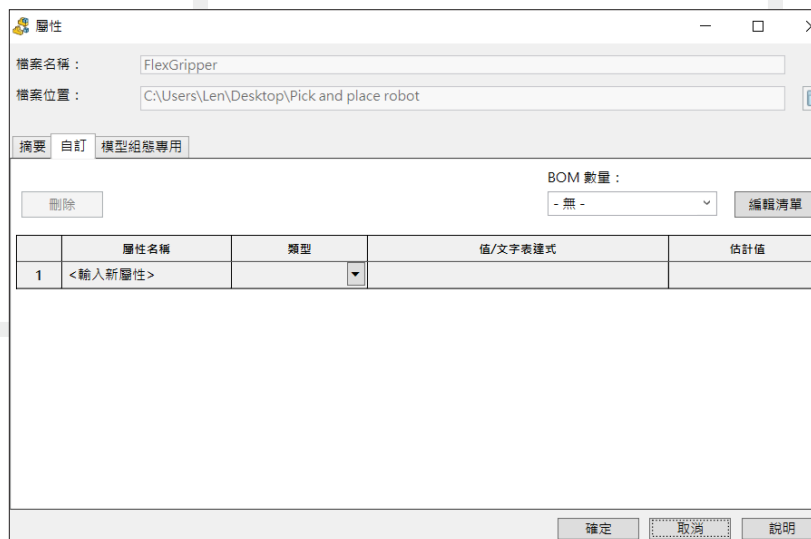 屬性
檔案名稱： FlexGripper
檔案位置： C:\Users\Len\Desktop\Pick and place robot
摘要 自訂 模型組態專用
BOM 數量：
刪除 - 無 - 編輯清單
屬性名稱 類型 值/文字表達式 估計值
1 <輸入新屬性>
確定 取消 說明